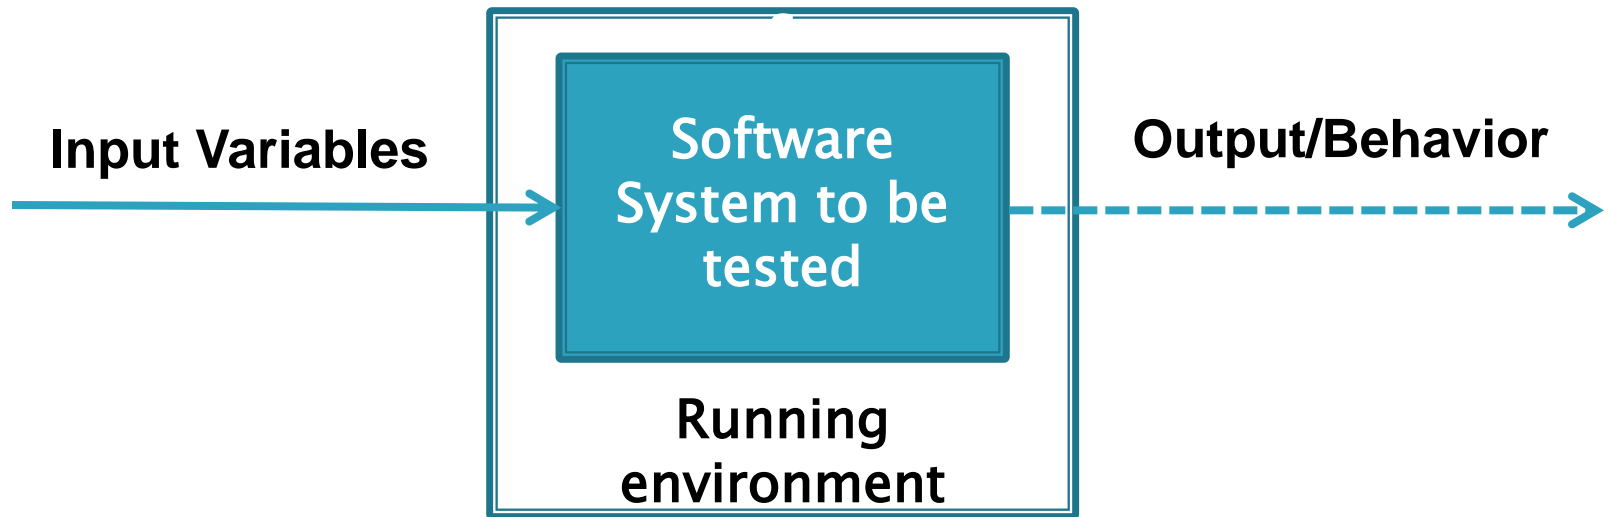 Input Variables
Software
System to be
tested
Output/Behavior
Running
environment